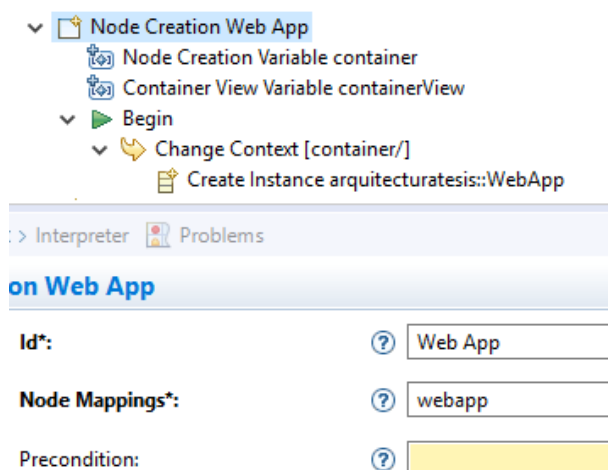 Node Creation Web App
Node Creation Variable container
Container View Variable containerView
Begin
Change Context [container/]
Create Instance arquitecturatesis::WebApp
> Interpreter Problems
on Web App
Id*: Web App
Node Mappings*: webapp
Precondition: